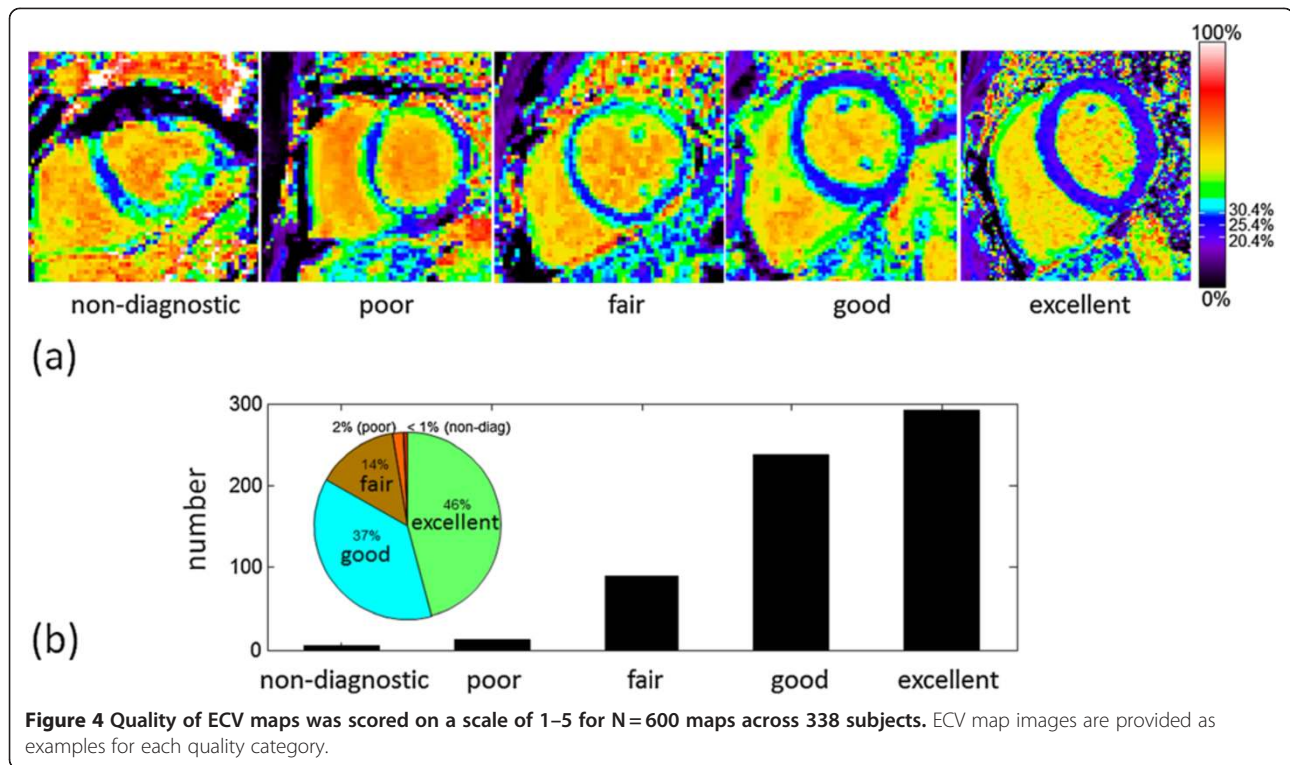 100%
30.4%
25.4%
20.4%
0%
non-diagnostic poor fair good excellent
(a)
300
200
100
0
number
2% (poor) < 1% (non-diag)
14%
fair
46%
excellent
37%
good
(b)
non-diagnostic poor fair good excellent
Figure 4 Quality of ECV maps was scored on a scale of 1–5 for N = 600 maps across 338 subjects. ECV map images are provided as
examples for each quality category.